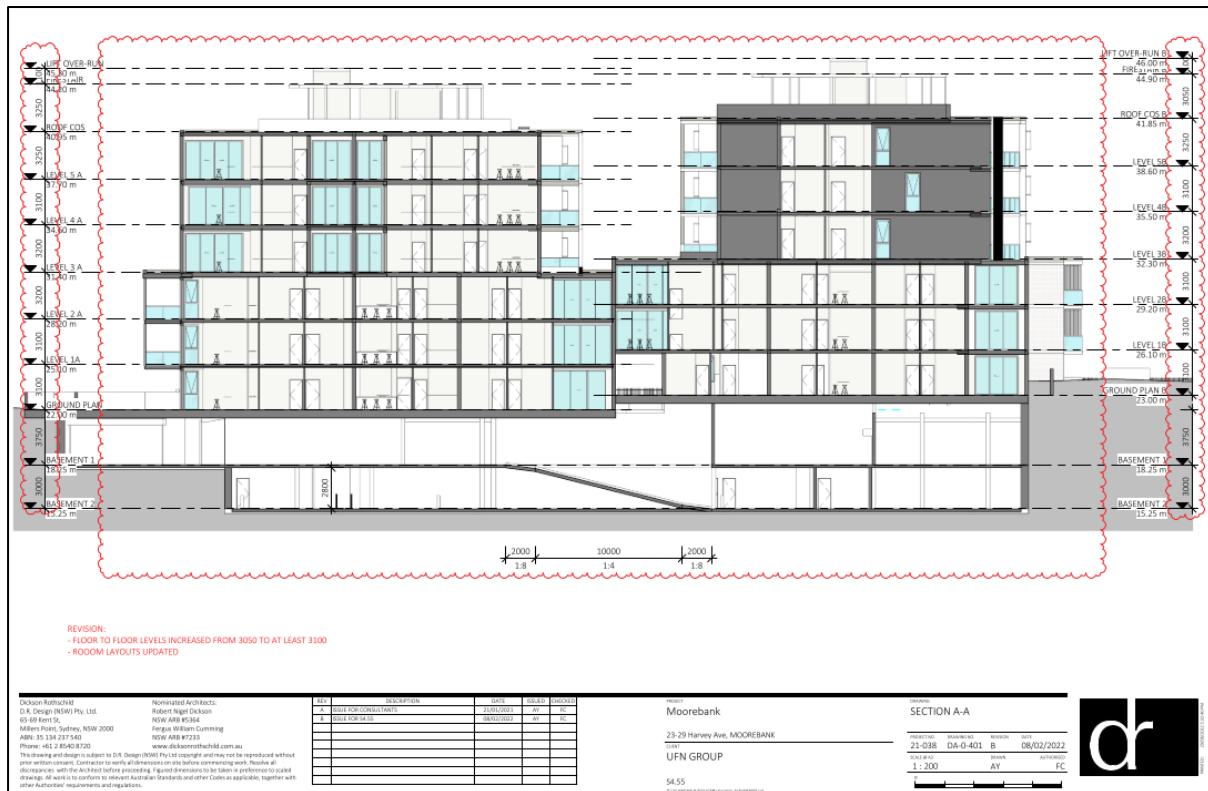 LIFT OVER-RUN
45.30 m
44.20 m
ROOF COS
40.95 m
LEVEL 5 A
37.70 m
LEVEL 4 A
34.60 m
LEVEL 3 A
31.40 m
LEVEL 2 A
28.20 m
LEVEL 1A
25.10 m
GROUND PLAN
22.00 m
BASEMENT 1
18.25 m
BASEMENT 2
15.25 m
3250
3250
3100
3200
3200
3100
3100
3750
3000
LIFT OVER-RUN B
46.00 m
44.90 m
ROOF COS B
41.85 m
LEVEL 5B
38.60 m
LEVEL 4B
35.50 m
LEVEL 3B
32.30 m
LEVEL 2B
29.20 m
LEVEL 1B
26.10 m
GROUND PLAN B
23.00 m
BASEMENT 1
18.25 m
BASEMENT 2
15.25 m
3050
3250
3100
3200
3100
3100
3100
3750
3000
2800
2000 10000 2000
1:8 1:4 1:8
REVISION:
- FLOOR TO FLOOR LEVELS INCREASED FROM 3050 TO AT LEAST 3100
- ROOOM LAYOUTS UPDATED
Dickson Rothschild
D.R. Design (NSW) Pty. Ltd.
65-69 Kent St,
Millers Point, Sydney, NSW 2000
ABN: 35 134 237 540
Phone: +61 2 8540 8720
Nominated Architects:
Robert Nigel Dickson
NSW ARB #5364
Fergus William Cumming
NSW ARB #7233
www.dicksonrothschild.com.au
This drawing and design is subject to D.R. Design (NSW) Pty Ltd copyright and may not be reproduced without
prior written consent. Contractor to verify all dimensions on site before commencing work. Resolve all
discrepancies with the Architect before proceeding. Figured dimensions to be taken in preference to scaled
drawings. All work is to conform to relevant Australian Standards and other Codes as applicable, together with
other Authorities' requirements and regulations.
REV DESCRIPTION DATE ISSUED CHECKED
A ISSUE FOR CONSULTANTS 21/01/2021 AY FC
B ISSUE FOR S4.55 08/02/2022 AY FC
PROJECT
Moorebank
23-29 Harvey Ave, MOOREBANK
CLIENT
UFN GROUP
S4.55
DRAWING
SECTION A-A
PROJECT NO DRAWING NO. REVISION DATE
21-038 DA-0-401 B 08/02/2022
SCALE @ A3 DRAWN AUTHORISED
1 : 200 AY FC
dr